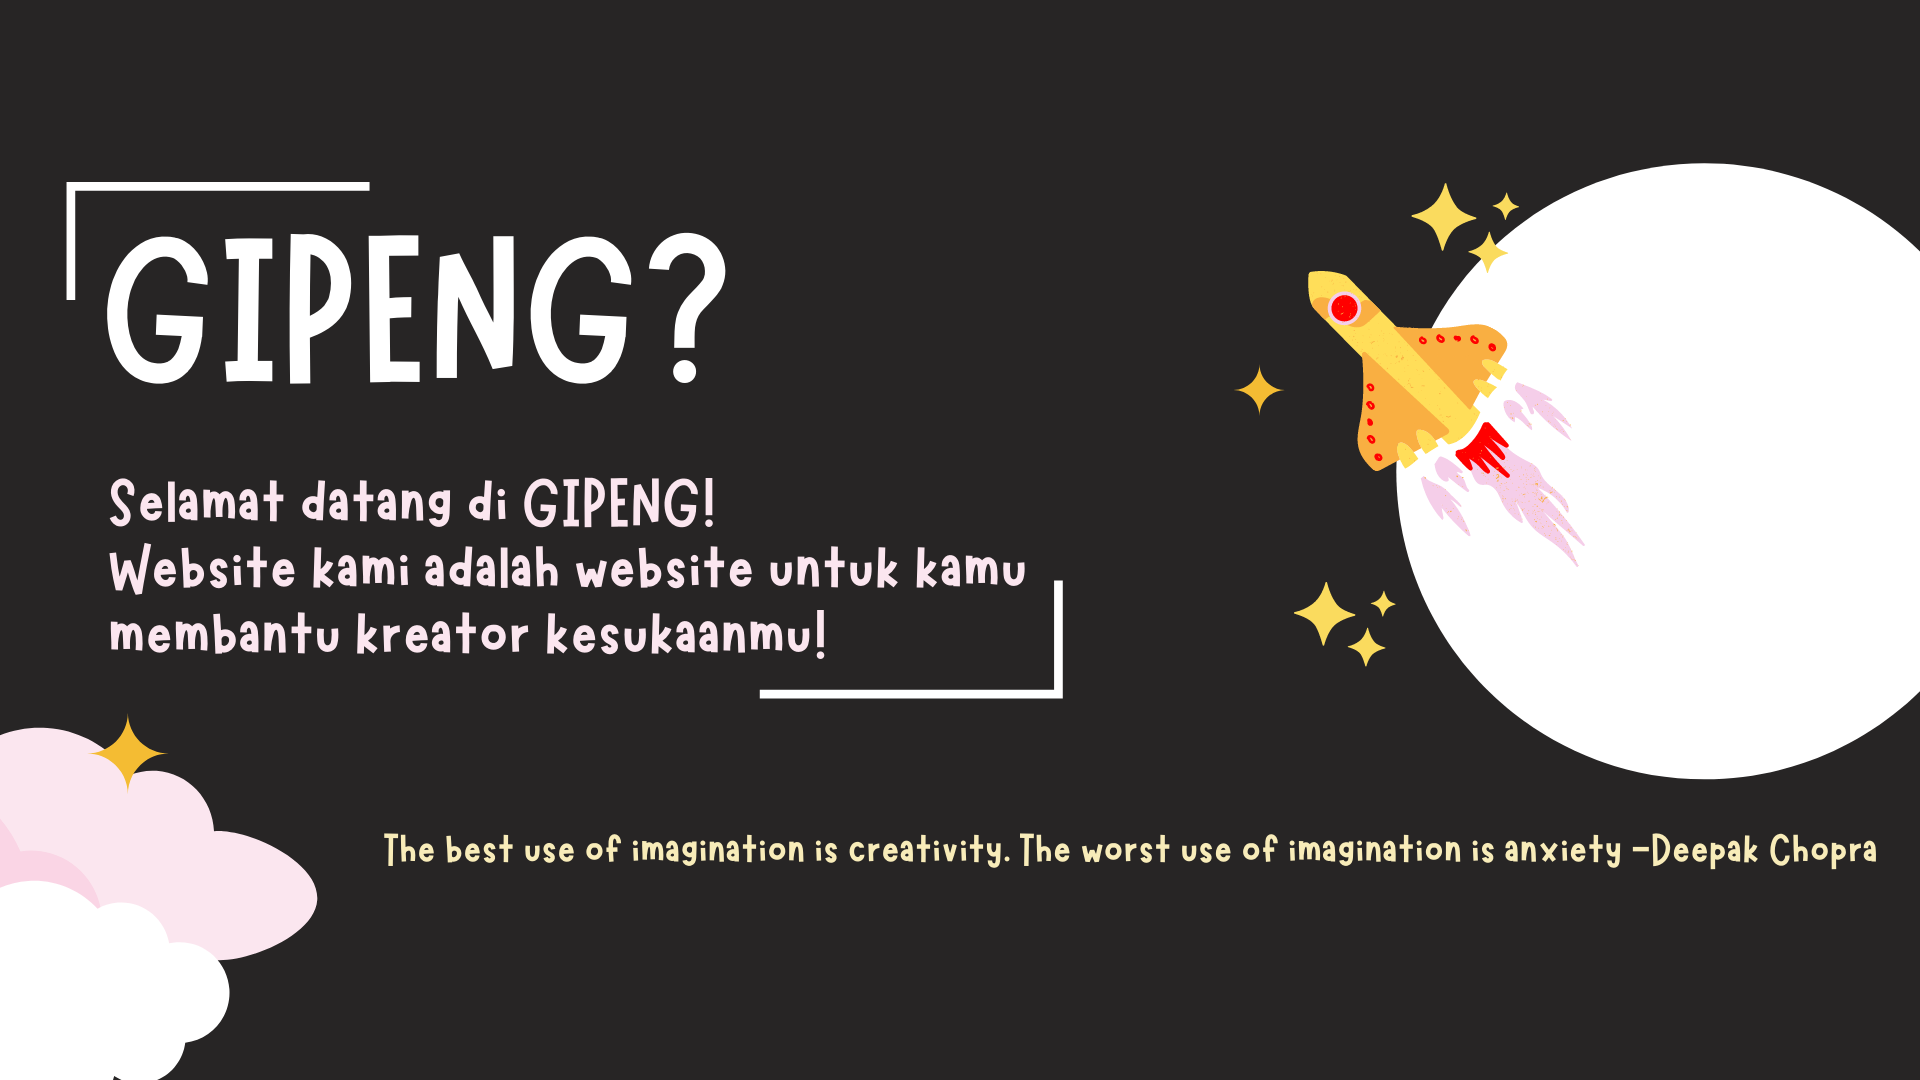 GIPENG?
Selamat datang di GIPENG!
Website kami adalah website untuk kamu
membantu kreator kesukaanmu!
The best use of imagination is creativity. The worst use of imagination is anxiety -Deepak Chopra